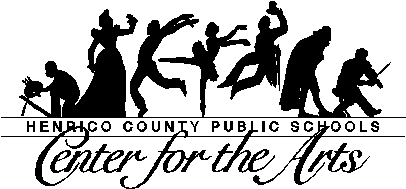 HENRICO COUNTY PUBLIC SCHOOLS
Center for the Arts